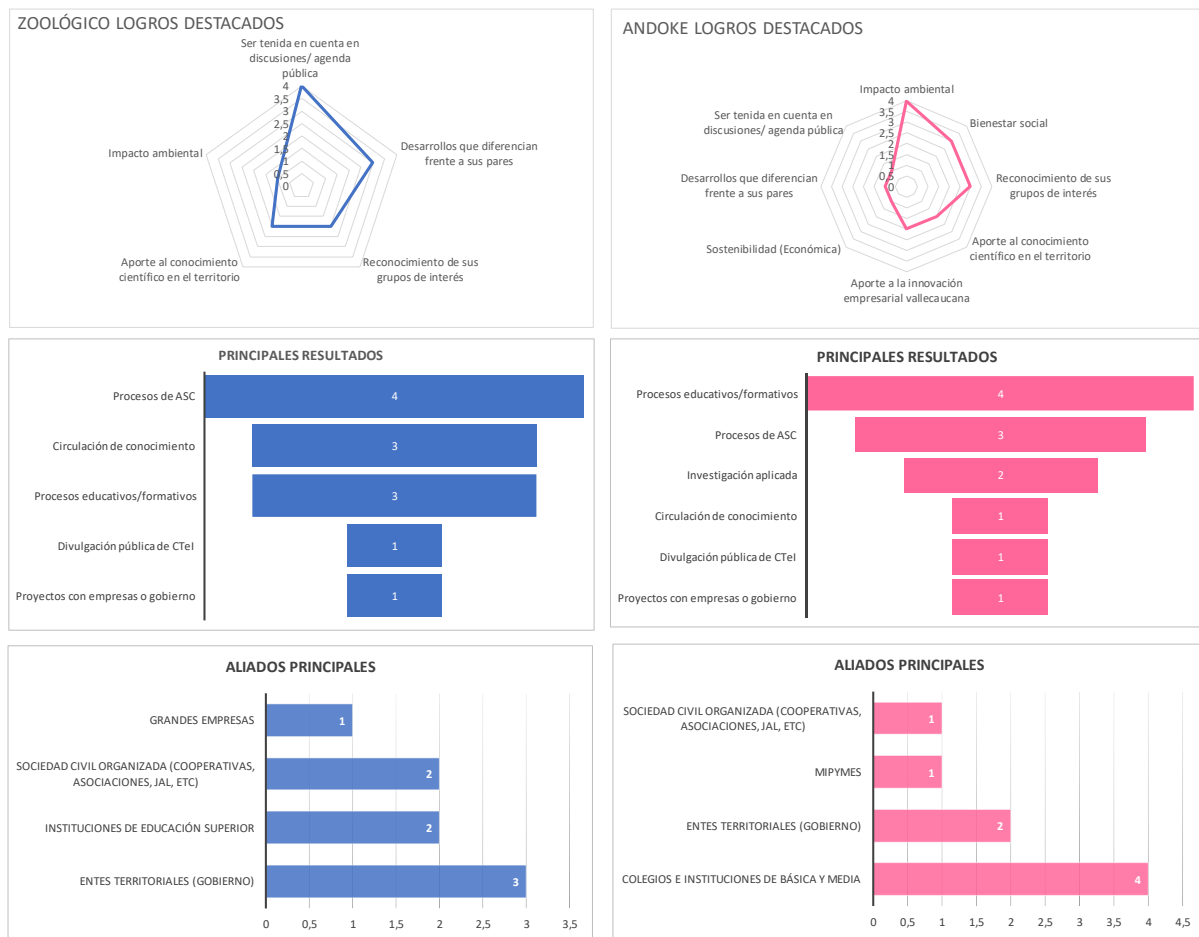 ZOOLÓGICO LOGROS DESTACADOS
Ser tenida en cuenta en
discusiones/ agenda
pública
4
3,5
3
2,5
2
1,5
1
0,5
0
Desarrollos que diferencian
frente a sus pares
Reconocimiento de sus
grupos de interés
Aporte al conocimiento
científico en el territorio
Impacto ambiental
ANDOKE LOGROS DESTACADOS
Impacto ambiental
4
3,5
3
2,5
2
1,5
1
0,5
0
Bienestar social
Reconocimiento de sus
grupos de interés
Aporte al conocimiento
científico en el territorio
Aporte a la innovación
empresarial vallecaucana
Sostenibilidad (Económica)
Desarrollos que diferencian
frente a sus pares
Ser tenida en cuenta en
discusiones/ agenda pública
PRINCIPALES RESULTADOS
Procesos de ASC 4
Circulación de conocimiento 3
Procesos educativos/formativos 3
Divulgación pública de CTeI 1
Proyectos con empresas o gobierno 1
PRINCIPALES RESULTADOS
Procesos educativos/formativos 4
Procesos de ASC 3
Investigación aplicada 2
Circulación de conocimiento 1
Divulgación pública de CTeI 1
Proyectos con empresas o gobierno 1
ALIADOS PRINCIPALES
GRANDES EMPRESAS 1
SOCIEDAD CIVIL ORGANIZADA (COOPERATIVAS,
ASOCIACIONES, JAL, ETC) 2
INSTITUCIONES DE EDUCACIÓN SUPERIOR 2
ENTES TERRITORIALES (GOBIERNO) 3
0 0,5 1 1,5 2 2,5 3 3,5
ALIADOS PRINCIPALES
SOCIEDAD CIVIL ORGANIZADA (COOPERATIVAS,
ASOCIACIONES, JAL, ETC) 1
MIPYMES 1
ENTES TERRITORIALES (GOBIERNO) 2
COLEGIOS E INSTITUCIONES DE BÁSICA Y MEDIA 4
0 0,5 1 1,5 2 2,5 3 3,5 4 4,5